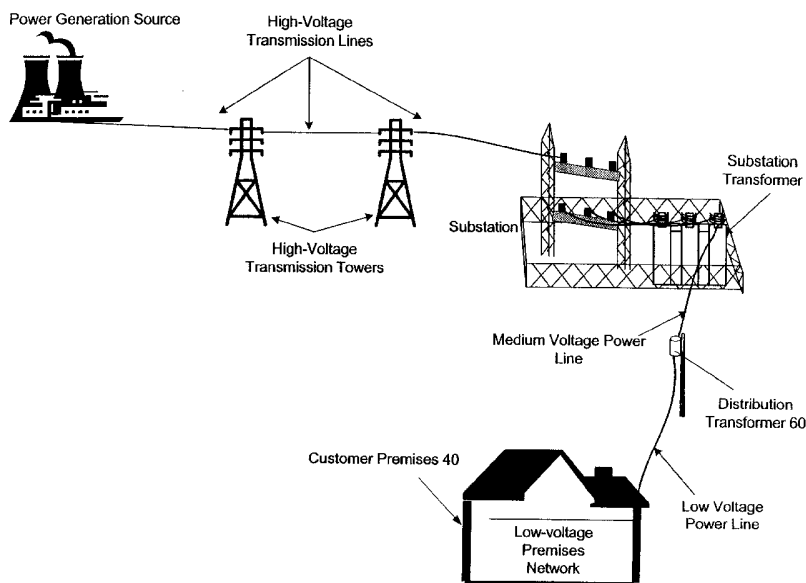 Power Generation Source
High-Voltage
Transmission Lines
Substation
Transformer
Substation
High-Voltage
Transmission Towers
Medium Voltage Power
Line
Distribution
Transformer 60
Customer Premises 40
Low Voltage
Power Line
Low-voltage
Premises
Network